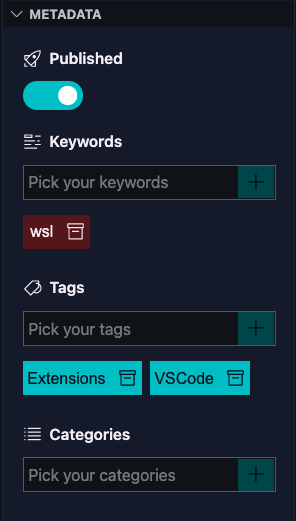 METADATA
Published
Keywords
Pick your keywords
wsl
Tags
Pick your tags
Extensions VSCode
Categories
Pick your categories